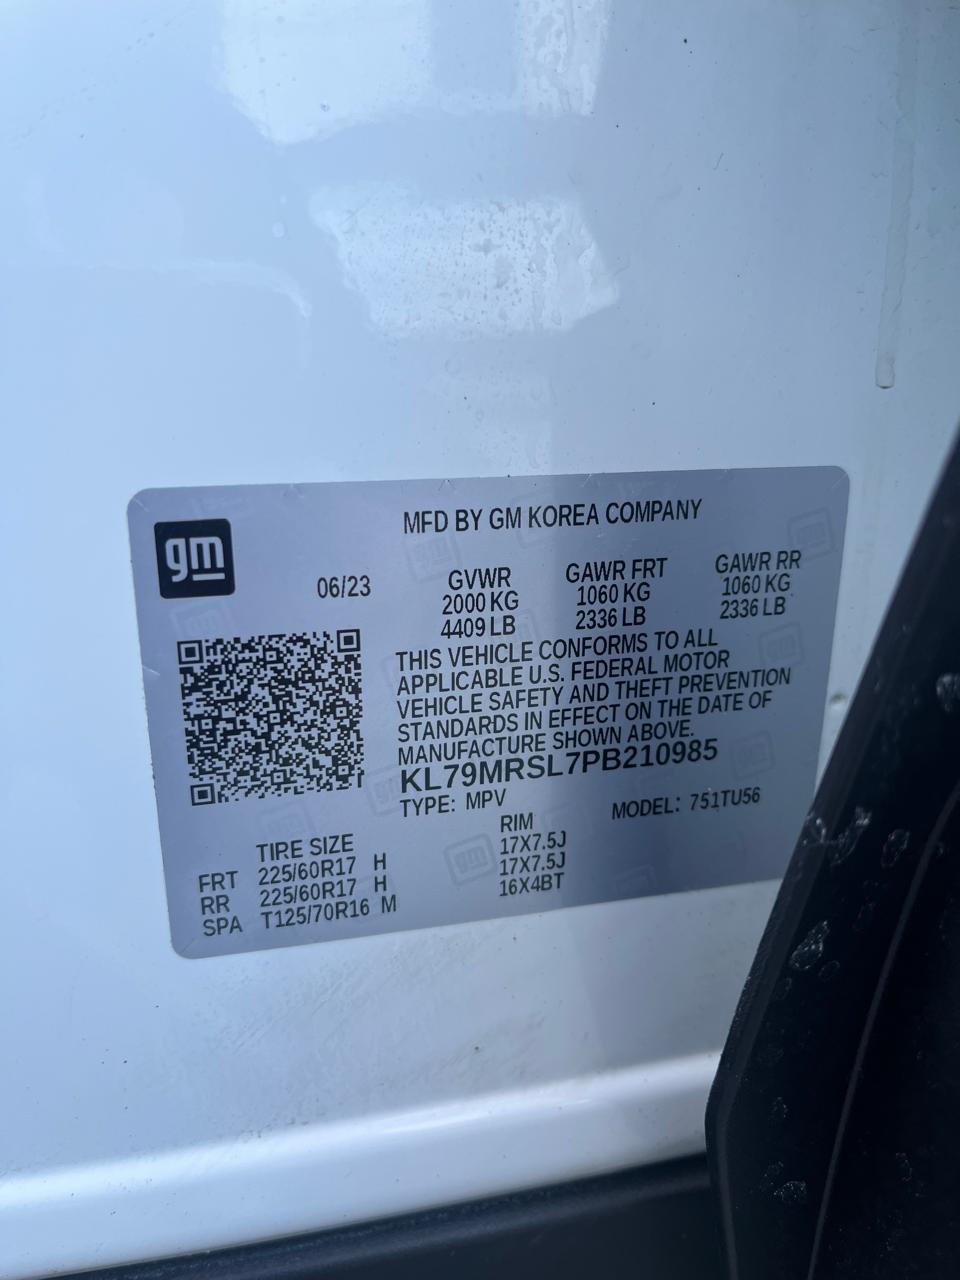 gm
MFD BY GM KOREA COMPANY
06/23
GVWR GAWR FRT GAWR RR
2000 KG 1060 KG 1060 KG
4409 LB 2336 LB 2336 LB
THIS VEHICLE CONFORMS TO ALL
APPLICABLE U.S. FEDERAL MOTOR
VEHICLE SAFETY AND THEFT PREVENTION
STANDARDS IN EFFECT ON THE DATE OF
MANUFACTURE SHOWN ABOVE.
KL79MRSL7PB210985
TYPE: MPV MODEL: 751TU56
TIRE SIZE RIM
FRT 225/60R17 H 17X7.5J
RR 225/60R17 H 17X7.5J
SPA T125/70R16 M 16X4BT